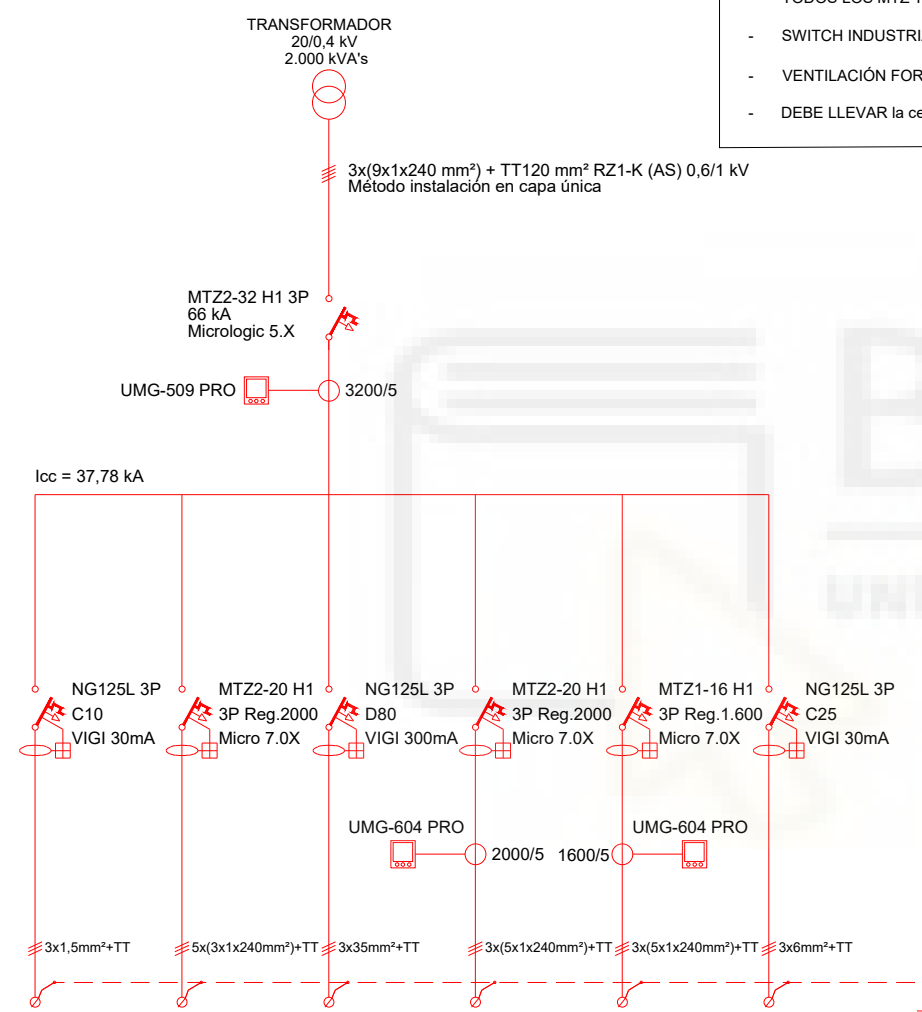 TRANSFORMADOR
20/0,4 kV
2.000 kVA's
TODOS LOS MTZ
- SWITCH INDUSTRIA
- VENTILACIÓN FOR
- DEBE LLEVAR la ce
3x(9x1x240 mm²) + TT120 mm² RZ1-K (AS) 0,6/1 kV
Método instalación en capa única
MTZ2-32 H1 3P
66 kA
Micrologic 5.X
UMG-509 PRO
3200/5
Icc = 37,78 kA
NG125L 3P
C10
VIGI 30mA
MTZ2-20 H1
3P Reg.2000
Micro 7.0X
NG125L 3P
D80
VIGI 300mA
MTZ2-20 H1
3P Reg.2000
Micro 7.0X
MTZ1-16 H1
3P Reg.1.600
Micro 7.0X
NG125L 3P
C25
VIGI 30mA
UMG-604 PRO
2000/5
UMG-604 PRO
1600/5
3x1,5mm²+TT
5x(3x1x240mm²)+TT
3x35mm²+TT
3x(5x1x240mm²)+TT
3x(5x1x240mm²)+TT
3x6mm²+TT
UNI